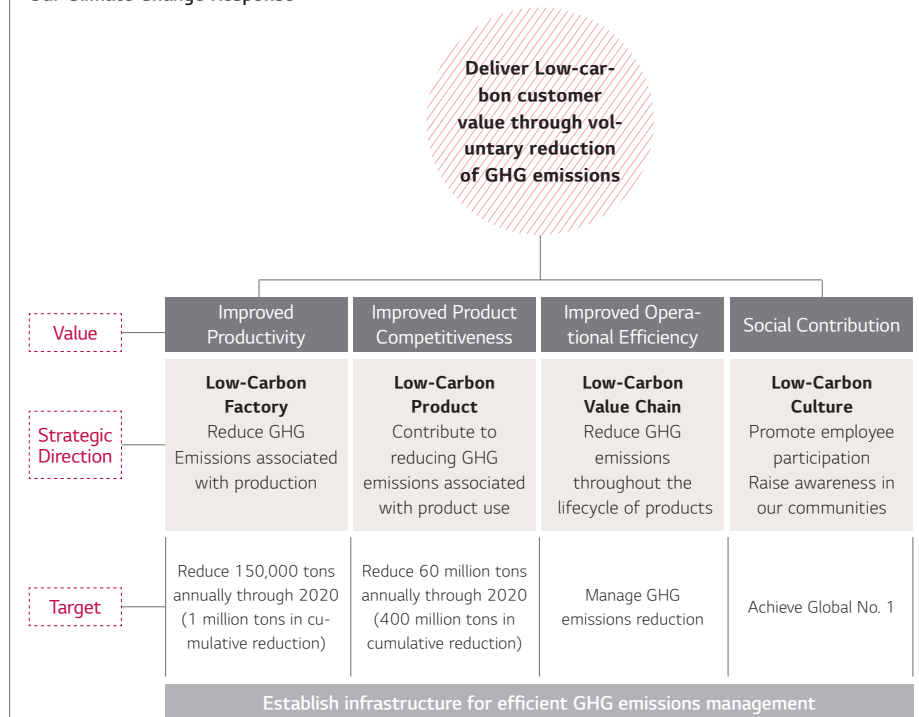 Our Climate Change Response
Deliver Low-car-
bon customer
value through vol-
untary reduction
of GHG emissions
Value
Improved
Productivity
Improved Product
Competitiveness
Improved Opera-
tional Efficiency
Social Contribution
Strategic
Direction
Low-Carbon
Factory
Reduce GHG
Emissions associated
with production
Low-Carbon
Product
Contribute to
reducing GHG
emissions associated
with product use
Low-Carbon
Value Chain
Reduce GHG
emissions
throughout the
lifecycle of products
Low-Carbon
Culture
Promote employee
participation
Raise awareness in
our communities
Target
Reduce 150,000 tons
annually through 2020
(1 million tons in cu-
mulative reduction)
Reduce 60 million tons
annually through 2020
(400 million tons in
cumulative reduction)
Manage GHG
emissions reduction
Achieve Global No. 1
Establish infrastructure for efficient GHG emissions management